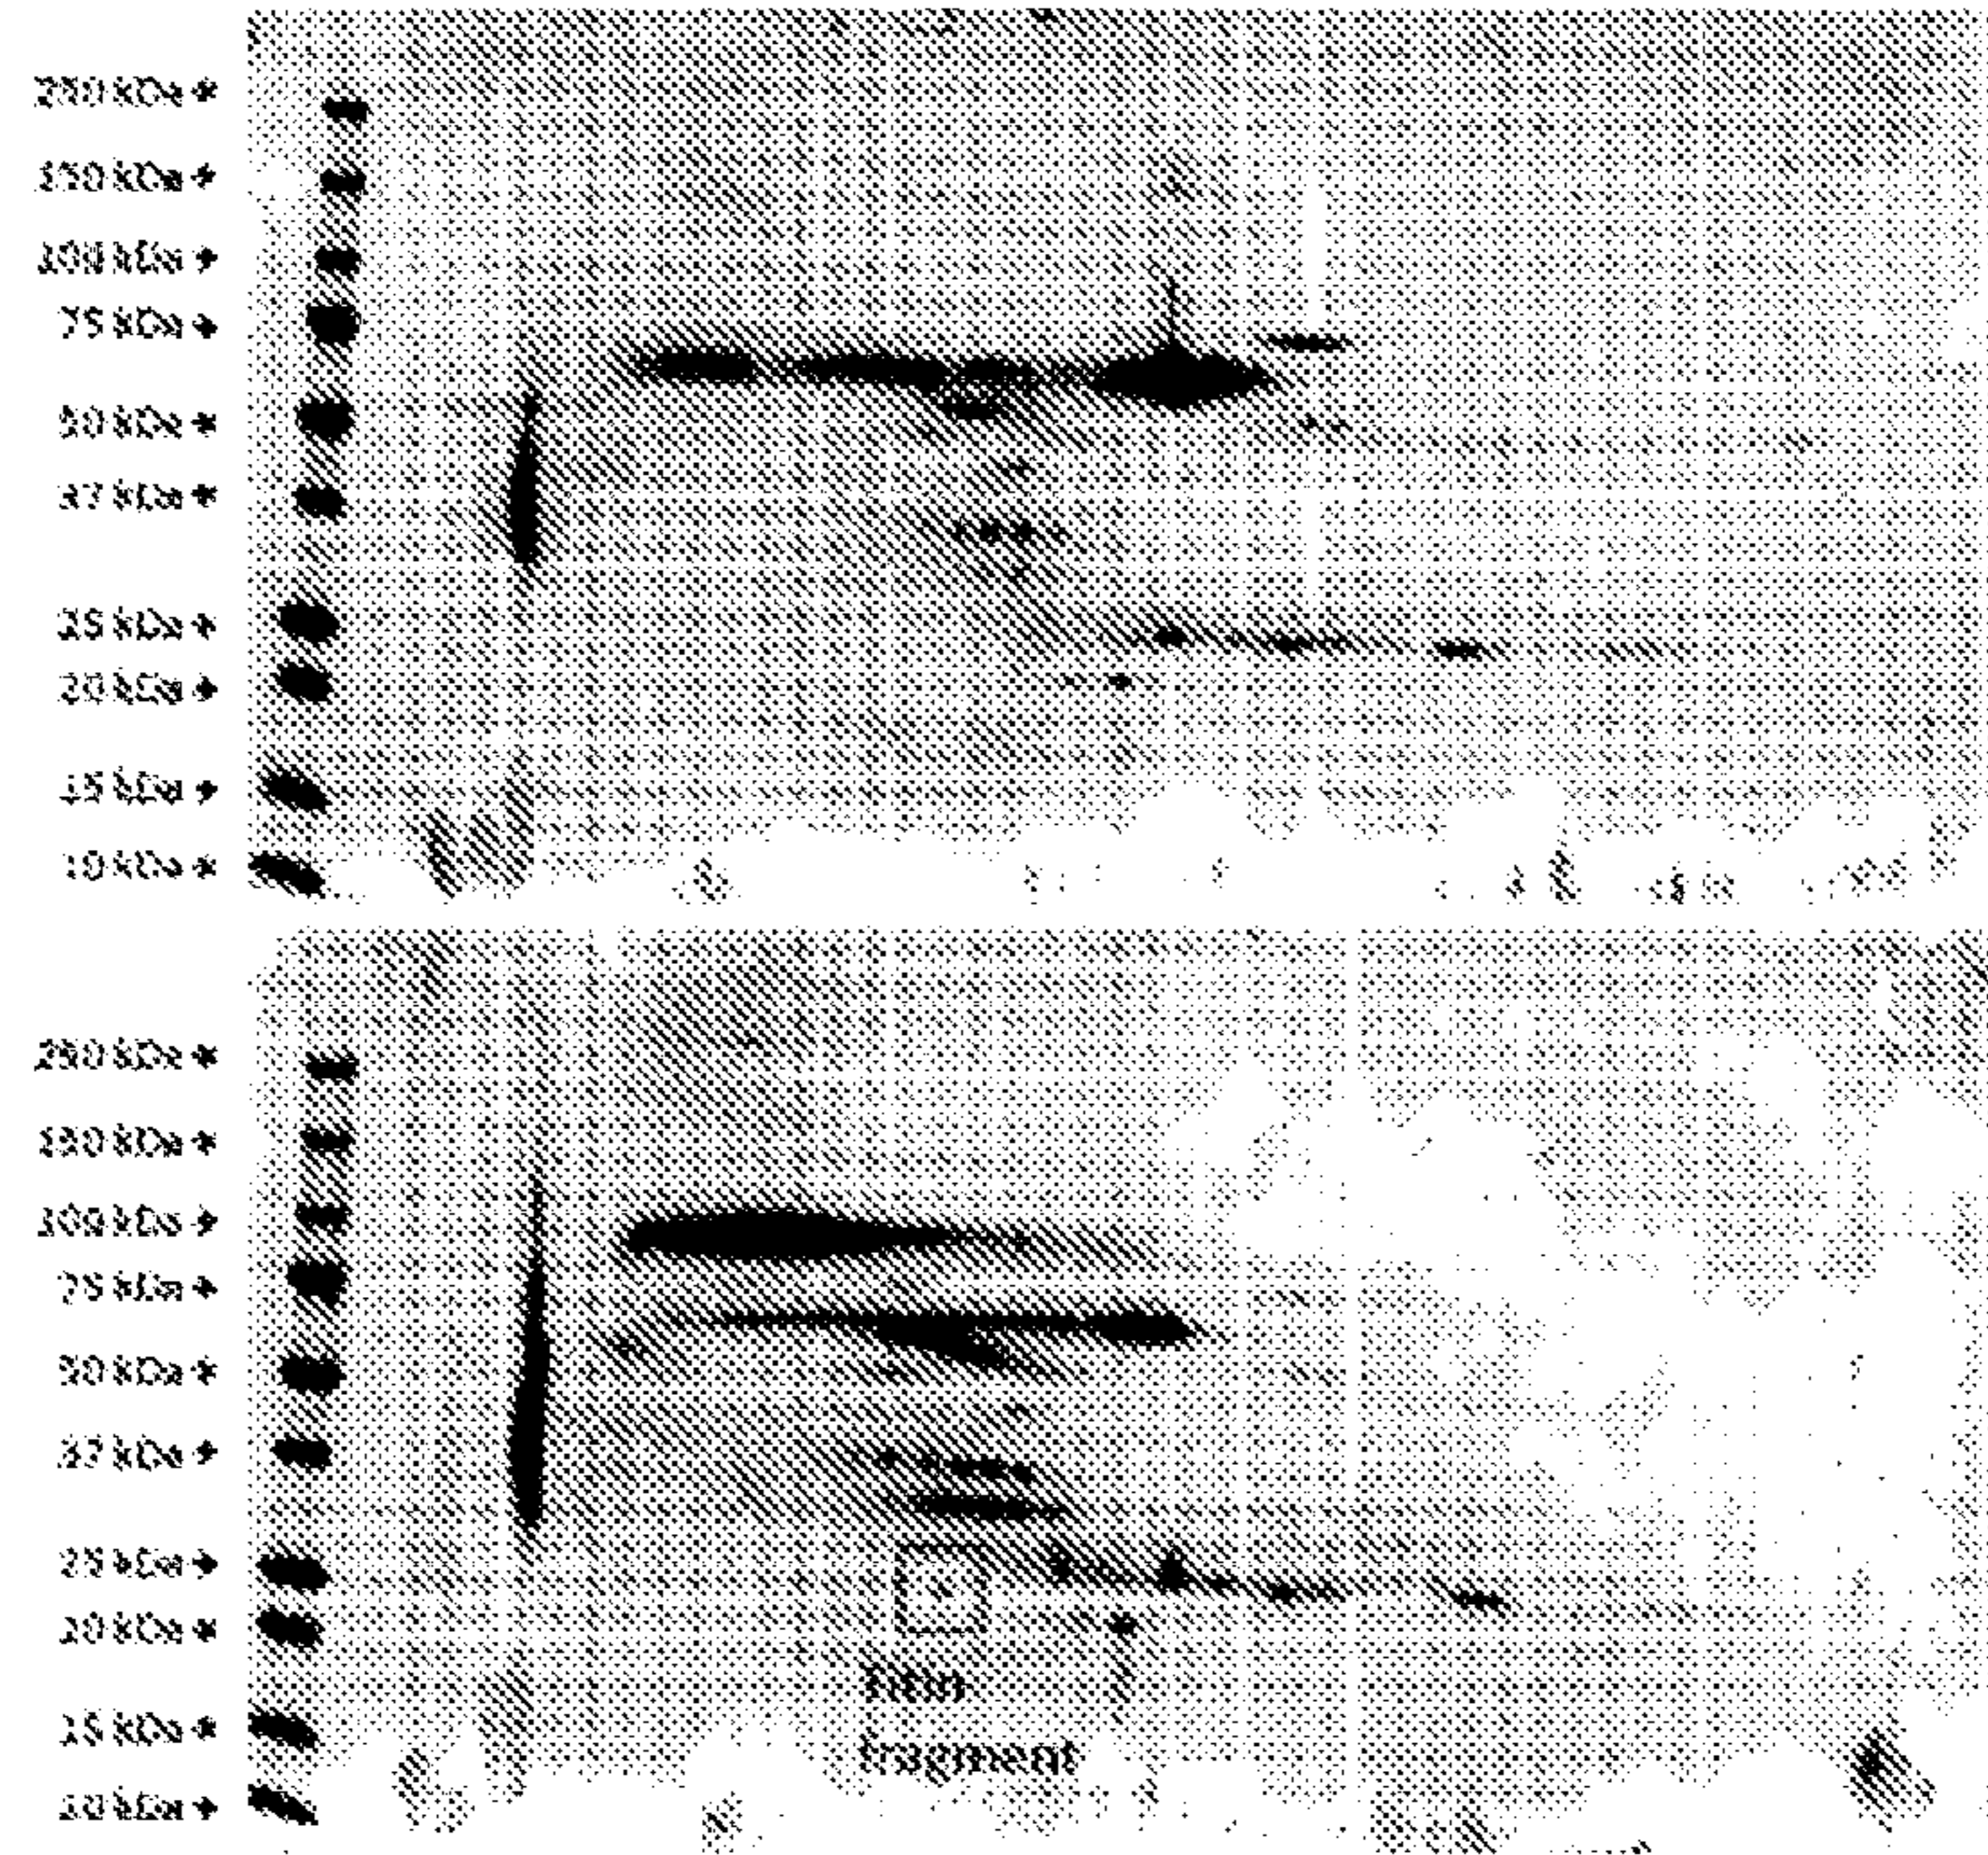 250 kDa →
150 kDa →
100 kDa →
75 kDa →
50 kDa →
37 kDa →
25 kDa →
20 kDa →
15 kDa →
10 kDa →
250 kDa →
150 kDa →
100 kDa →
75 kDa →
50 kDa →
37 kDa →
25 kDa →
20 kDa →
15 kDa →
10 kDa →
Titin
fragment